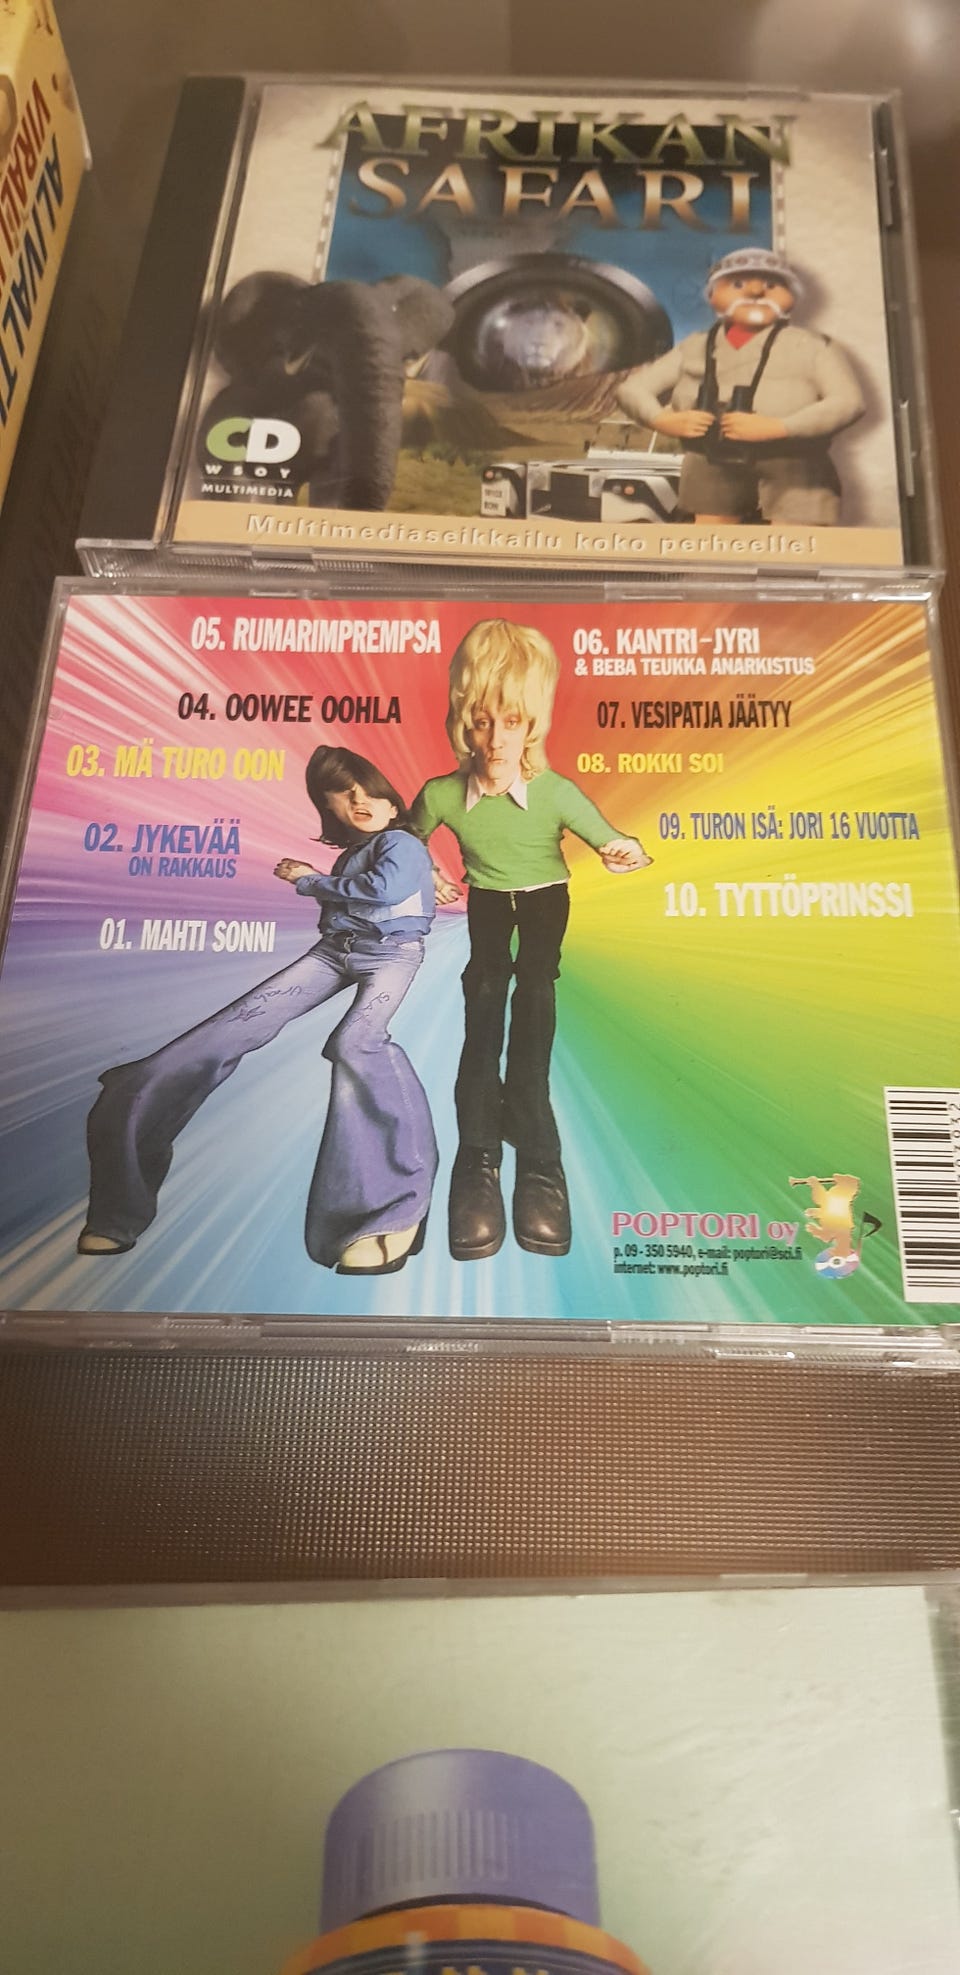 VIRALLI
ALIVALTI
AFRIKAN
SAFARI
CD
WSOY
MULTIMEDIA
Multimediaseikkailu koko perheelle!
05. RUMARIMPREMPSA
06. KANTRI-JYRI
& BEBA TEUKKA ANARKISTUS
04. OOWEE OOHLA
07. VESIPATJA JÄÄTYY
03. MÄ TURO OON
08. ROKKI SOI
02. JYKEVÄÄ
ON RAKKAUS
09. TURON ISÄ: JORI 16 VUOTTA
10. TYTTÖPRINSSI
01. MAHTI SONNI
POPTORI oy
p. 09 - 350 5940, e-mail: poptori@sci.fi
internet: www.poptori.fi